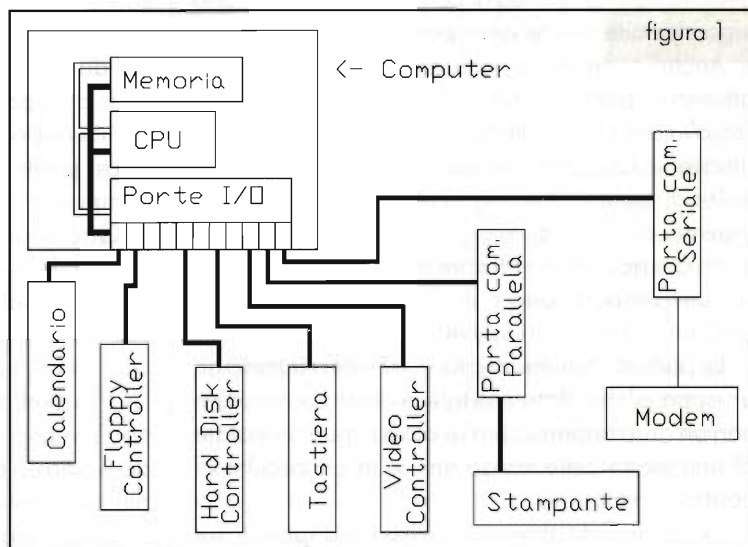 figura 1
<- Computer
Memoria
CPU
Porte I/O
Calendario
Floppy
Controller
Hard Disk
Controller
Tastiera
Video
Controller
Porta com.
Parallela
Stampante
Porta com.
Seriale
Modem